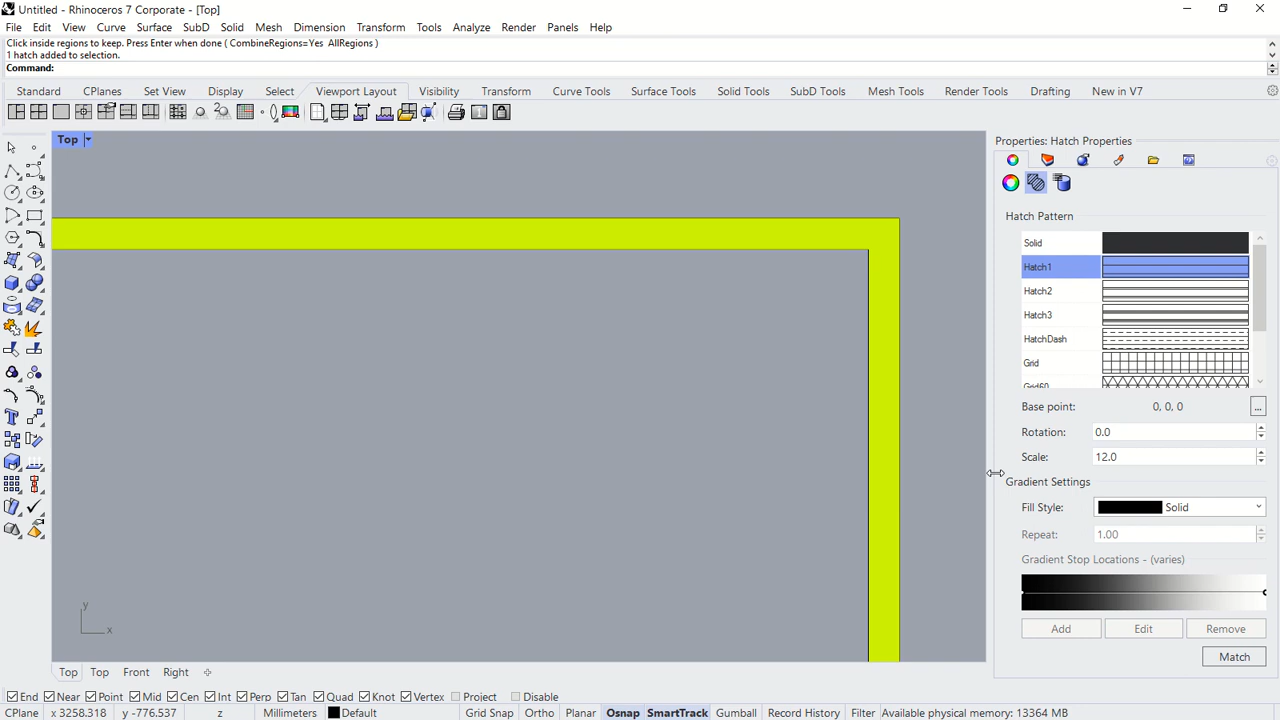 Untitled - Rhinoceros 7 Corporate - [Top]
File Edit View Curve Surface SubD Solid Mesh Dimension Transform Tools Analyze Render Panels Help
Click inside regions to keep. Press Enter when done ( CombineRegions=Yes AllRegions )
1 hatch added to selection.
Command:
Standard CPlanes Set View Display Select Viewport Layout Visibility Transform Curve Tools Surface Tools Solid Tools SubD Tools Mesh Tools Render Tools Drafting New in V7
Top
Properties: Hatch Properties
Hatch Pattern
Solid
Hatch1
Hatch2
Hatch3
HatchDash
Grid
Grid60
Base point: 0, 0, 0 ...
Rotation: 0.0
Scale: 12.0
Gradient Settings
Fill Style: Solid
Repeat: 1.00
Gradient Stop Locations - (varies)
Add Edit Remove
Match
y
x
Top Top Front Right
End Near Point Mid Cen Int Perp Tan Quad Knot Vertex Project Disable
CPlane x 3258.318 y -776.537 z Millimeters Default Grid Snap Ortho Planar Osnap SmartTrack Gumball Record History Filter Available physical memory: 13364 MB